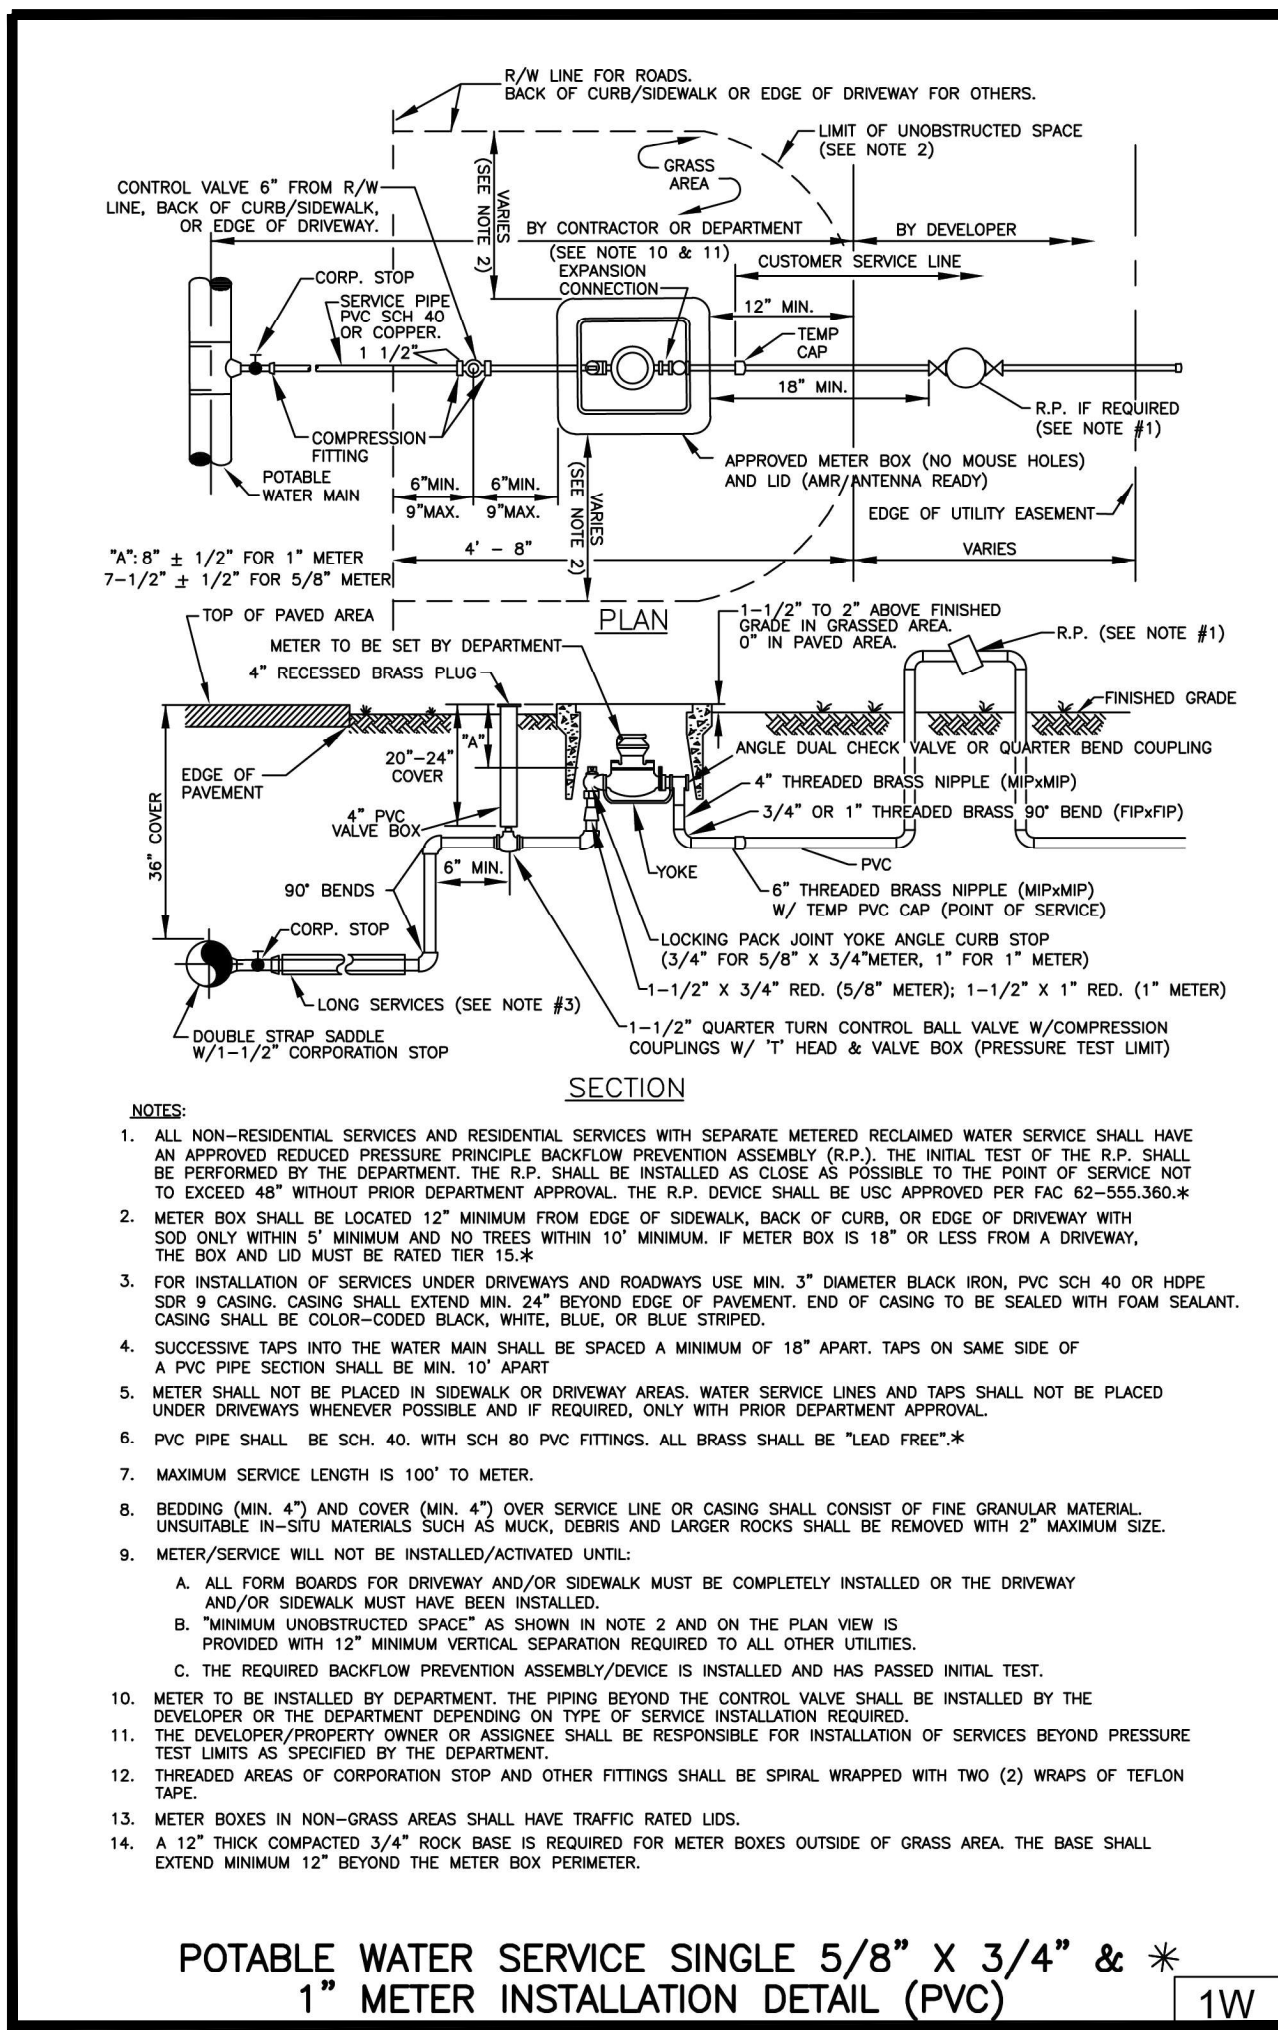 R/W LINE FOR ROADS.
BACK OF CURB/SIDEWALK OR EDGE OF DRIVEWAY FOR OTHERS.
LIMIT OF UNOBSTRUCTED SPACE
(SEE NOTE 2)
GRASS
AREA
VARIES
(SEE NOTE 2)
CONTROL VALVE 6" FROM R/W
LINE, BACK OF CURB/SIDEWALK,
OR EDGE OF DRIVEWAY.
BY CONTRACTOR OR DEPARTMENT
(SEE NOTE 10 & 11)
BY DEVELOPER
EXPANSION
CONNECTION
CUSTOMER SERVICE LINE
CORP. STOP
SERVICE PIPE
PVC SCH 40
OR COPPER.
1 1/2"
12" MIN.
TEMP
CAP
18" MIN.
R.P. IF REQUIRED
(SEE NOTE #1)
COMPRESSION
FITTING
POTABLE
WATER MAIN
APPROVED METER BOX (NO MOUSE HOLES)
AND LID (AMR/ANTENNA READY)
6"MIN.
9"MAX.
6"MIN.
9"MAX.
VARIES
(SEE NOTE 2)
EDGE OF UTILITY EASEMENT
4' - 8"
VARIES
"A": 8" ± 1/2" FOR 1" METER
7-1/2" ± 1/2" FOR 5/8" METER
PLAN
TOP OF PAVED AREA
METER TO BE SET BY DEPARTMENT
4" RECESSED BRASS PLUG
1-1/2" TO 2" ABOVE FINISHED
GRADE IN GRASSED AREA.
0" IN PAVED AREA.
R.P. (SEE NOTE #1)
FINISHED GRADE
"A"
20"-24"
COVER
EDGE OF
PAVEMENT
4" PVC
VALVE BOX
36" COVER
ANGLE DUAL CHECK VALVE OR QUARTER BEND COUPLING
4" THREADED BRASS NIPPLE (MIPxMIP)
3/4" OR 1" THREADED BRASS 90° BEND (FIPxFIP)
YOKE
PVC
6" MIN.
90° BENDS
6" THREADED BRASS NIPPLE (MIPxMIP)
W/ TEMP PVC CAP (POINT OF SERVICE)
CORP. STOP
LOCKING PACK JOINT YOKE ANGLE CURB STOP
(3/4" FOR 5/8" X 3/4"METER, 1" FOR 1" METER)
1-1/2" X 3/4" RED. (5/8" METER); 1-1/2" X 1" RED. (1" METER)
LONG SERVICES (SEE NOTE #3)
DOUBLE STRAP SADDLE
W/1-1/2" CORPORATION STOP
1-1/2" QUARTER TURN CONTROL BALL VALVE W/COMPRESSION
COUPLINGS W/ 'T' HEAD & VALVE BOX (PRESSURE TEST LIMIT)
SECTION
NOTES:
1. ALL NON-RESIDENTIAL SERVICES AND RESIDENTIAL SERVICES WITH SEPARATE METERED RECLAIMED WATER SERVICE SHALL HAVE
AN APPROVED REDUCED PRESSURE PRINCIPLE BACKFLOW PREVENTION ASSEMBLY (R.P.). THE INITIAL TEST OF THE R.P. SHALL
BE PERFORMED BY THE DEPARTMENT. THE R.P. SHALL BE INSTALLED AS CLOSE AS POSSIBLE TO THE POINT OF SERVICE NOT
TO EXCEED 48" WITHOUT PRIOR DEPARTMENT APPROVAL. THE R.P. DEVICE SHALL BE USC APPROVED PER FAC 62-555.360.*
2. METER BOX SHALL BE LOCATED 12" MINIMUM FROM EDGE OF SIDEWALK, BACK OF CURB, OR EDGE OF DRIVEWAY WITH
SOD ONLY WITHIN 5' MINIMUM AND NO TREES WITHIN 10' MINIMUM. IF METER BOX IS 18" OR LESS FROM A DRIVEWAY,
THE BOX AND LID MUST BE RATED TIER 15.*
3. FOR INSTALLATION OF SERVICES UNDER DRIVEWAYS AND ROADWAYS USE MIN. 3" DIAMETER BLACK IRON, PVC SCH 40 OR HDPE
SDR 9 CASING. CASING SHALL EXTEND MIN. 24" BEYOND EDGE OF PAVEMENT. END OF CASING TO BE SEALED WITH FOAM SEALANT.
CASING SHALL BE COLOR-CODED BLACK, WHITE, BLUE, OR BLUE STRIPED.
4. SUCCESSIVE TAPS INTO THE WATER MAIN SHALL BE SPACED A MINIMUM OF 18" APART. TAPS ON SAME SIDE OF
A PVC PIPE SECTION SHALL BE MIN. 10' APART
5. METER SHALL NOT BE PLACED IN SIDEWALK OR DRIVEWAY AREAS. WATER SERVICE LINES AND TAPS SHALL NOT BE PLACED
UNDER DRIVEWAYS WHENEVER POSSIBLE AND IF REQUIRED, ONLY WITH PRIOR DEPARTMENT APPROVAL.
6. PVC PIPE SHALL BE SCH. 40. WITH SCH 80 PVC FITTINGS. ALL BRASS SHALL BE "LEAD FREE".*
7. MAXIMUM SERVICE LENGTH IS 100' TO METER.
8. BEDDING (MIN. 4") AND COVER (MIN. 4") OVER SERVICE LINE OR CASING SHALL CONSIST OF FINE GRANULAR MATERIAL.
UNSUITABLE IN-SITU MATERIALS SUCH AS MUCK, DEBRIS AND LARGER ROCKS SHALL BE REMOVED WITH 2" MAXIMUM SIZE.
9. METER/SERVICE WILL NOT BE INSTALLED/ACTIVATED UNTIL:
A. ALL FORM BOARDS FOR DRIVEWAY AND/OR SIDEWALK MUST BE COMPLETELY INSTALLED OR THE DRIVEWAY
AND/OR SIDEWALK MUST HAVE BEEN INSTALLED.
B. "MINIMUM UNOBSTRUCTED SPACE" AS SHOWN IN NOTE 2 AND ON THE PLAN VIEW IS
PROVIDED WITH 12" MINIMUM VERTICAL SEPARATION REQUIRED TO ALL OTHER UTILITIES.
C. THE REQUIRED BACKFLOW PREVENTION ASSEMBLY/DEVICE IS INSTALLED AND HAS PASSED INITIAL TEST.
10. METER TO BE INSTALLED BY DEPARTMENT. THE PIPING BEYOND THE CONTROL VALVE SHALL BE INSTALLED BY THE
DEVELOPER OR THE DEPARTMENT DEPENDING ON TYPE OF SERVICE INSTALLATION REQUIRED.
11. THE DEVELOPER/PROPERTY OWNER OR ASSIGNEE SHALL BE RESPONSIBLE FOR INSTALLATION OF SERVICES BEYOND PRESSURE
TEST LIMITS AS SPECIFIED BY THE DEPARTMENT.
12. THREADED AREAS OF CORPORATION STOP AND OTHER FITTINGS SHALL BE SPIRAL WRAPPED WITH TWO (2) WRAPS OF TEFLON
TAPE.
13. METER BOXES IN NON-GRASS AREAS SHALL HAVE TRAFFIC RATED LIDS.
14. A 12" THICK COMPACTED 3/4" ROCK BASE IS REQUIRED FOR METER BOXES OUTSIDE OF GRASS AREA. THE BASE SHALL
EXTEND MINIMUM 12" BEYOND THE METER BOX PERIMETER.
POTABLE WATER SERVICE SINGLE 5/8" X 3/4" & *
1" METER INSTALLATION DETAIL (PVC)
1W